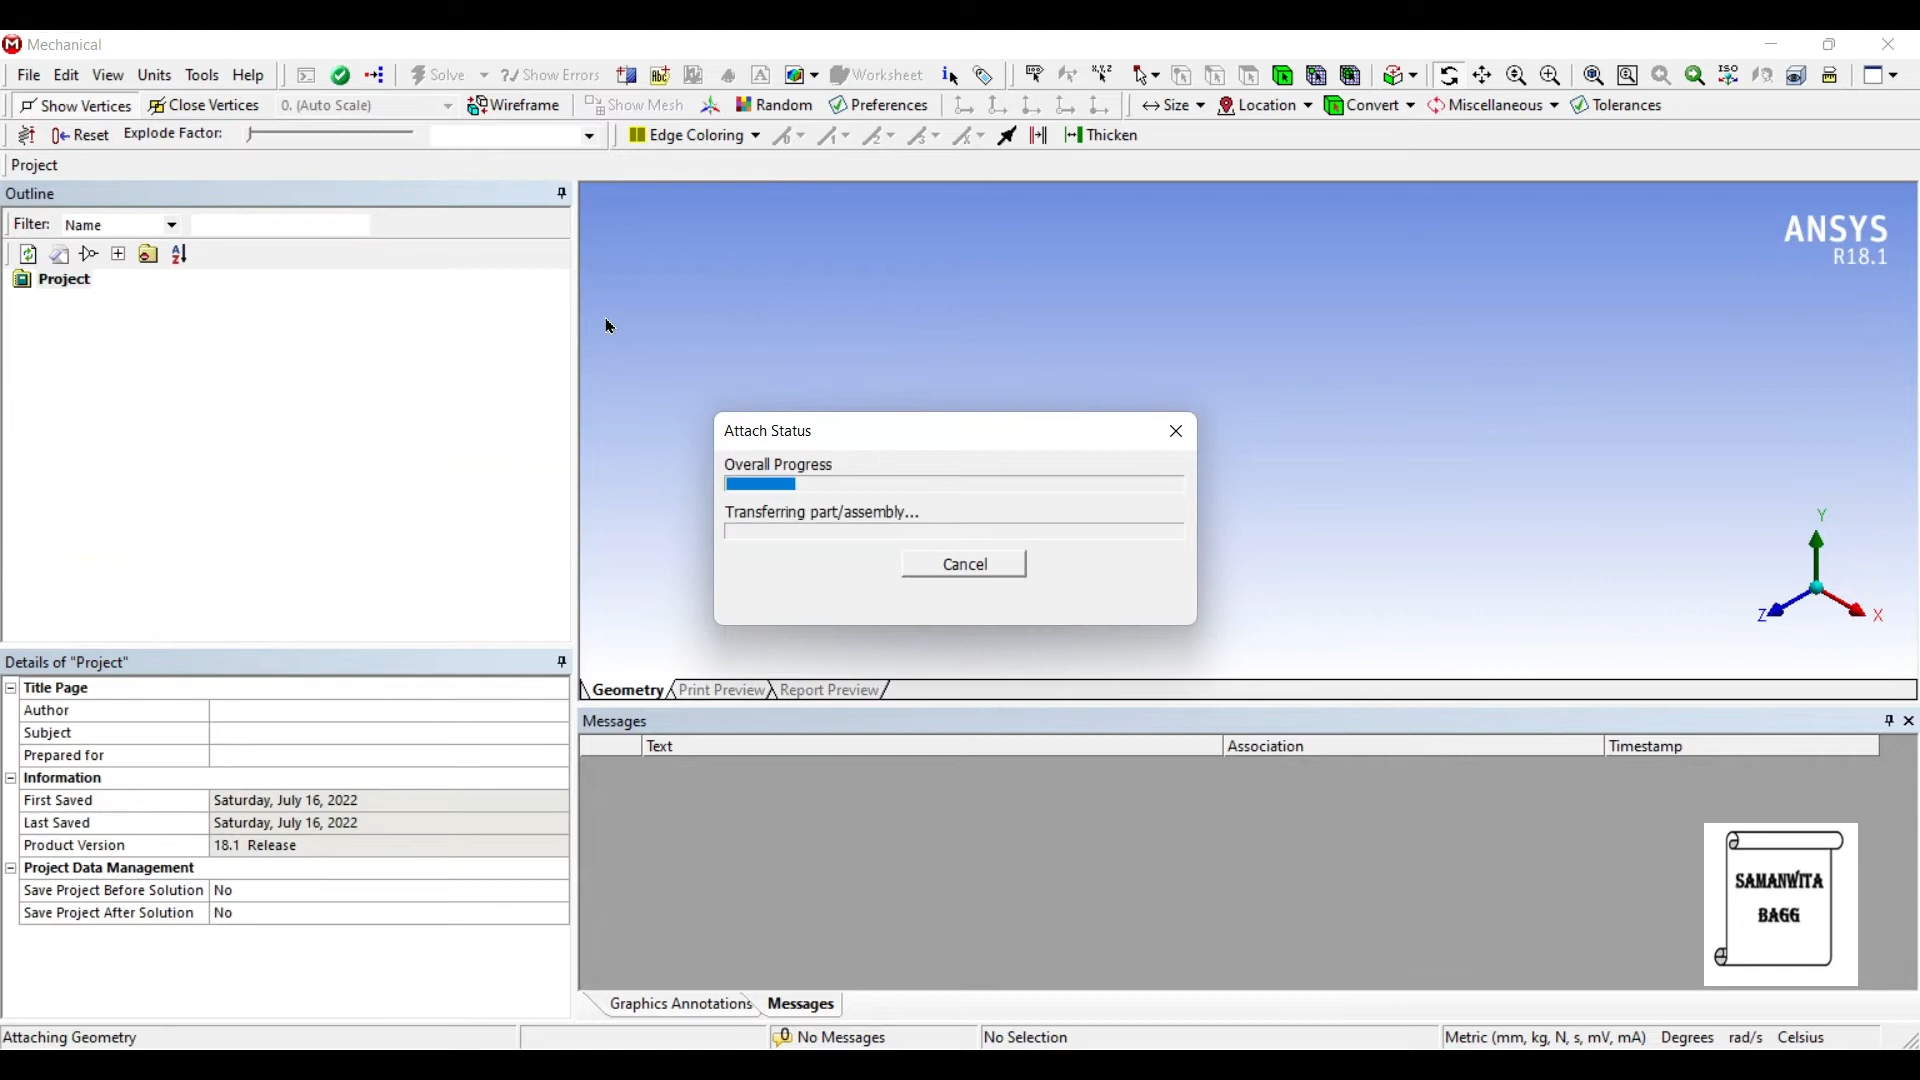 Mechanical
File Edit View Units Tools Help Solve ?/ Show Errors Worksheet
Show Vertices Close Vertices 0. (Auto Scale) Wireframe Show Mesh Random Preferences Size Location Convert Miscellaneous Tolerances
Reset Explode Factor: Edge Coloring Thicken
Project
Outline
Filter: Name
Project
ANSYS
R18.1
Attach Status
Overall Progress
Transferring part/assembly...
Cancel
Y
Z X
Details of "Project"
Title Page
Author
Subject
Prepared for
Information
First Saved Saturday, July 16, 2022
Last Saved Saturday, July 16, 2022
Product Version 18.1 Release
Project Data Management
Save Project Before Solution No
Save Project After Solution No
Geometry Print Preview Report Preview
Messages
Text Association Timestamp
SAMANWITA
BAGG
Graphics Annotations Messages
Attaching Geometry 0 No Messages No Selection Metric (mm, kg, N, s, mV, mA) Degrees rad/s Celsius